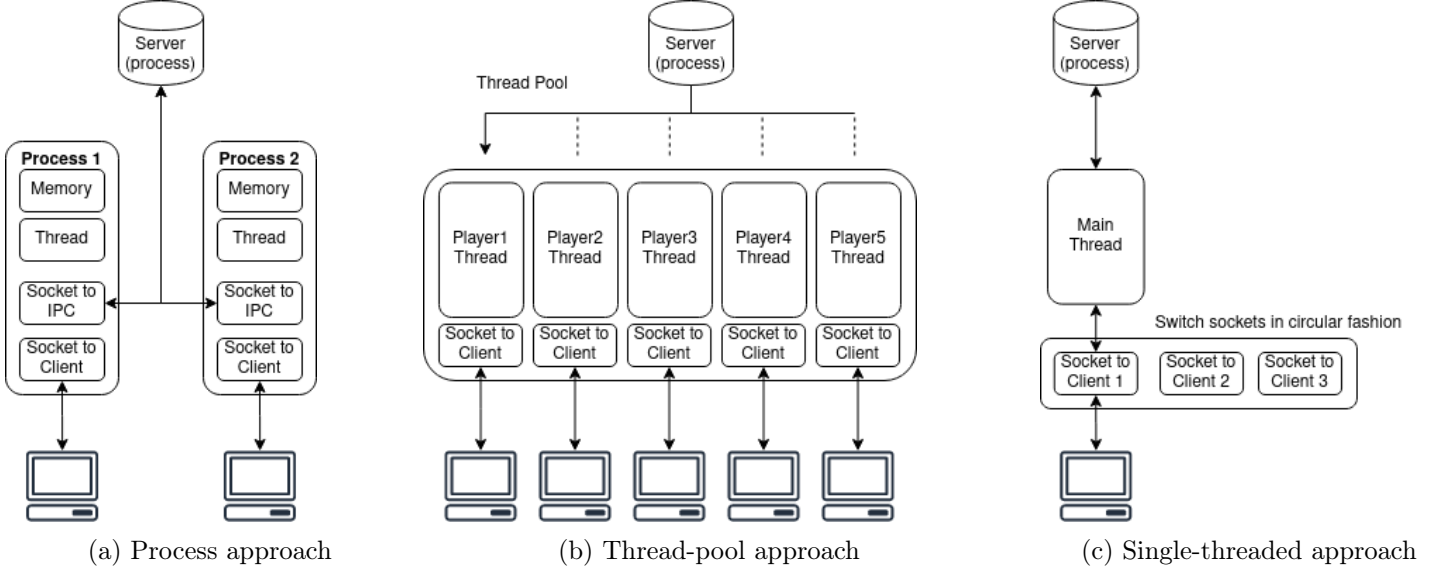 Server
(process)
Process 1
Memory
Thread
Socket to
IPC
Socket to
Client
Process 2
Memory
Thread
Socket to
IPC
Socket to
Client
(a) Process approach
Server
(process)
Thread Pool
Player1
Thread
Player2
Thread
Player3
Thread
Player4
Thread
Player5
Thread
Socket to
Client
Socket to
Client
Socket to
Client
Socket to
Client
Socket to
Client
(b) Thread-pool approach
Server
(process)
Main
Thread
Switch sockets in circular fashion
Socket to
Client 1
Socket to
Client 2
Socket to
Client 3
(c) Single-threaded approach